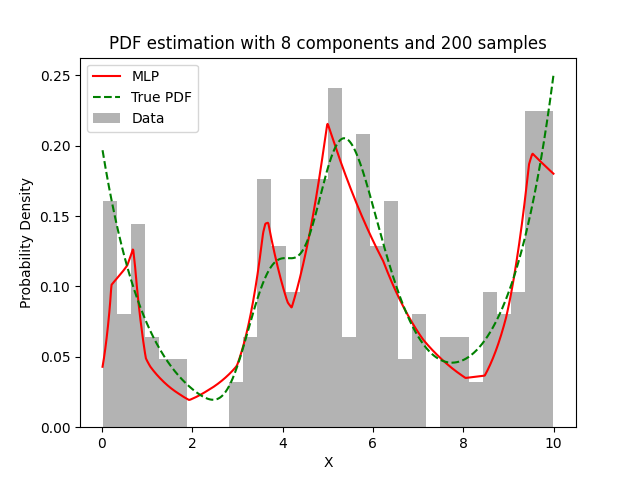 PDF estimation with 8 components and 200 samples
MLP
True PDF
Data
Probability Density
0.25
0.20
0.15
0.10
0.05
0.00
0
2
4
6
8
10
X